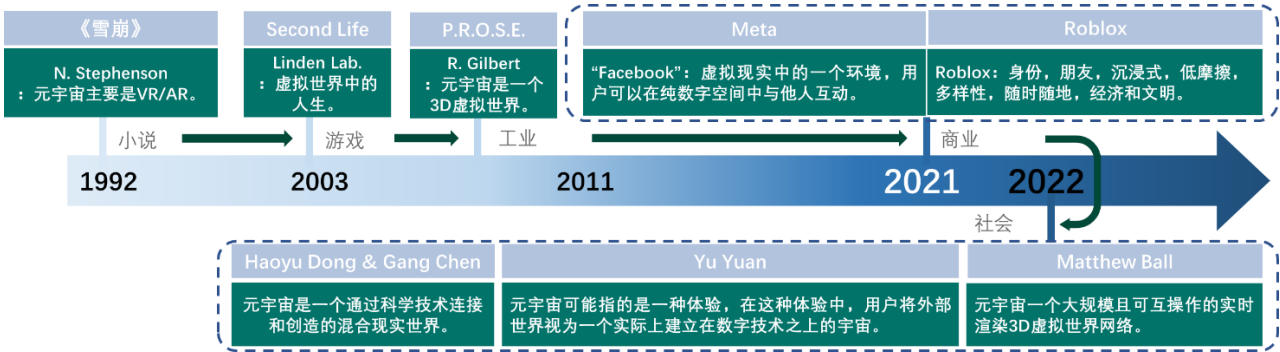 《雪崩》
N. Stephenson
：元宇宙主要是VR/AR。
Second Life
Linden Lab.
：虚拟世界中的
人生。
P.R.O.S.E.
R. Gilbert
：元宇宙是一个
3D虚拟世界。
Meta
“Facebook”：虚拟现实中的一个环境，用
户可以在纯数字空间中与他人互动。
Roblox
Roblox：身份，朋友，沉浸式，低摩擦，
多样性，随时随地，经济和文明。
小说
游戏
工业
商业
1992
2003
2011
2021
2022
社会
Haoyu Dong & Gang Chen
元宇宙是一个通过科学技术连接
和创造的混合现实世界。
Yu Yuan
元宇宙可能指的是一种体验，在这种体验中，用户将外部
世界视为一个实际上建立在数字技术之上的宇宙。
Matthew Ball
元宇宙一个大规模且可互操作的实时
渲染3D虚拟世界网络。